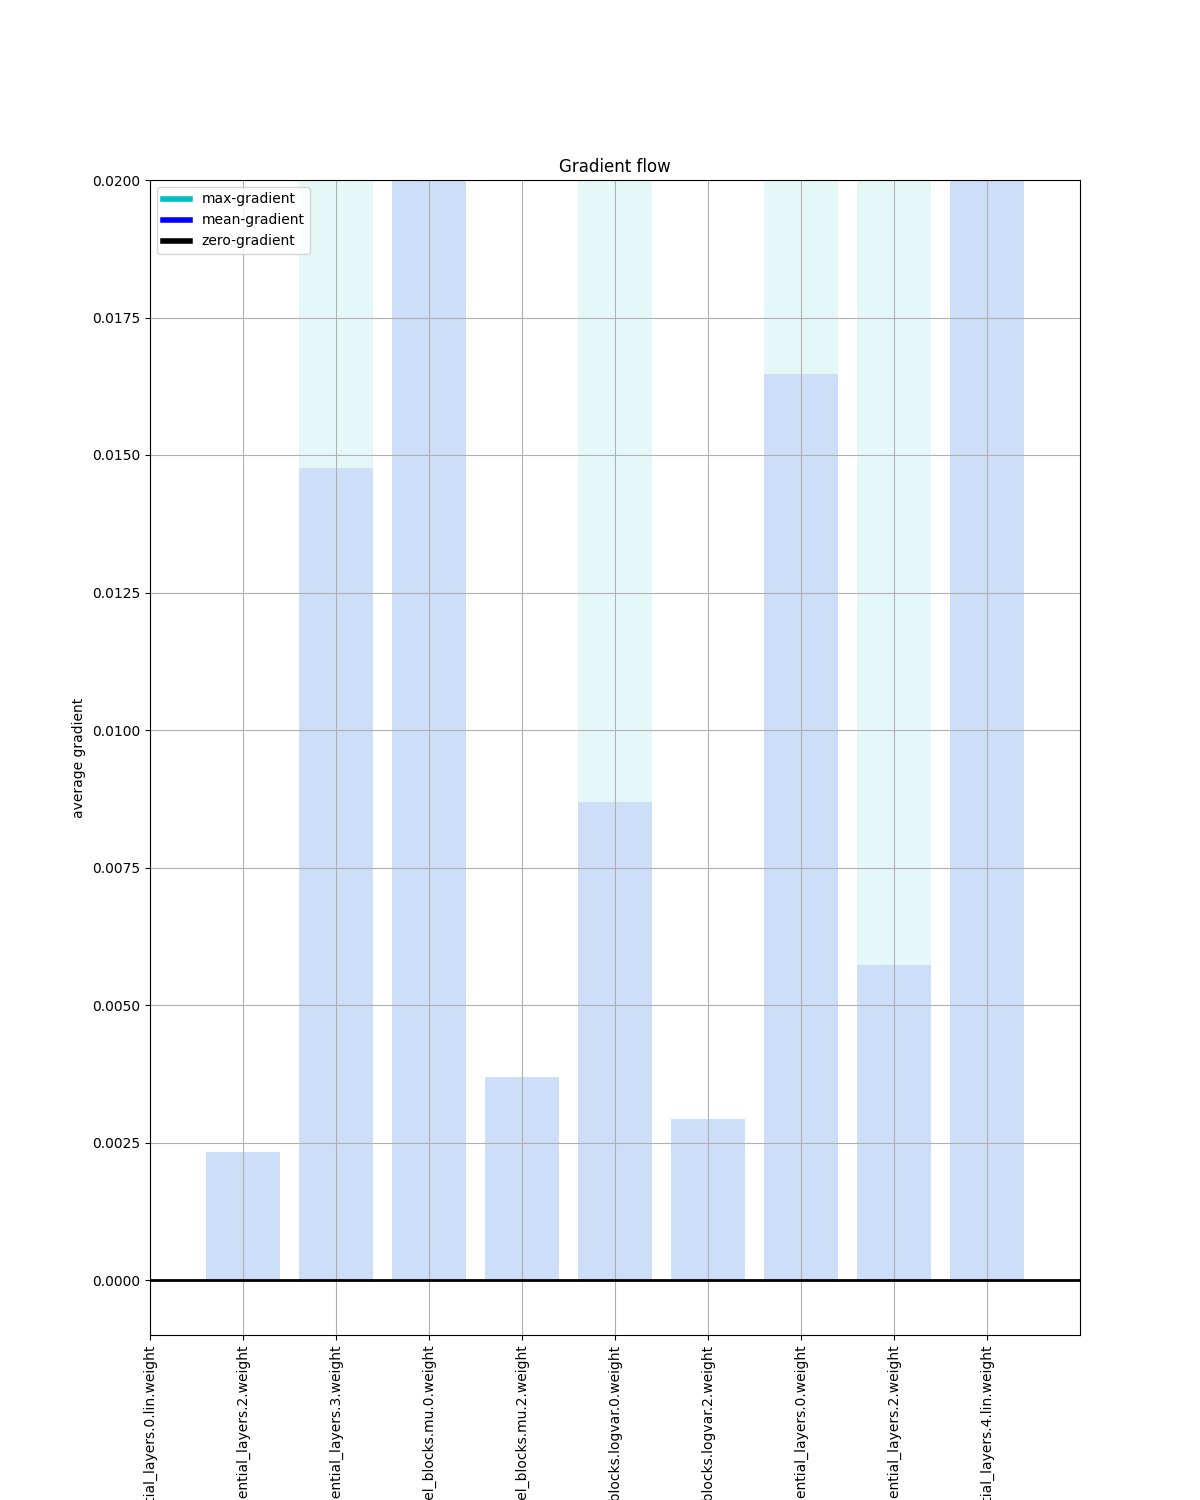 Gradient flow
max-gradient
mean-gradient
zero-gradient
0.0200
0.0175
0.0150
0.0125
0.0100
0.0075
0.0050
0.0025
0.0000
average gradient
tial_layers.0.lin.weight
ential_layers.2.weight
ential_layers.3.weight
el_blocks.mu.0.weight
el_blocks.mu.2.weight
blocks.logvar.0.weight
blocks.logvar.2.weight
ential_layers.0.weight
ential_layers.2.weight
tial_layers.4.lin.weight